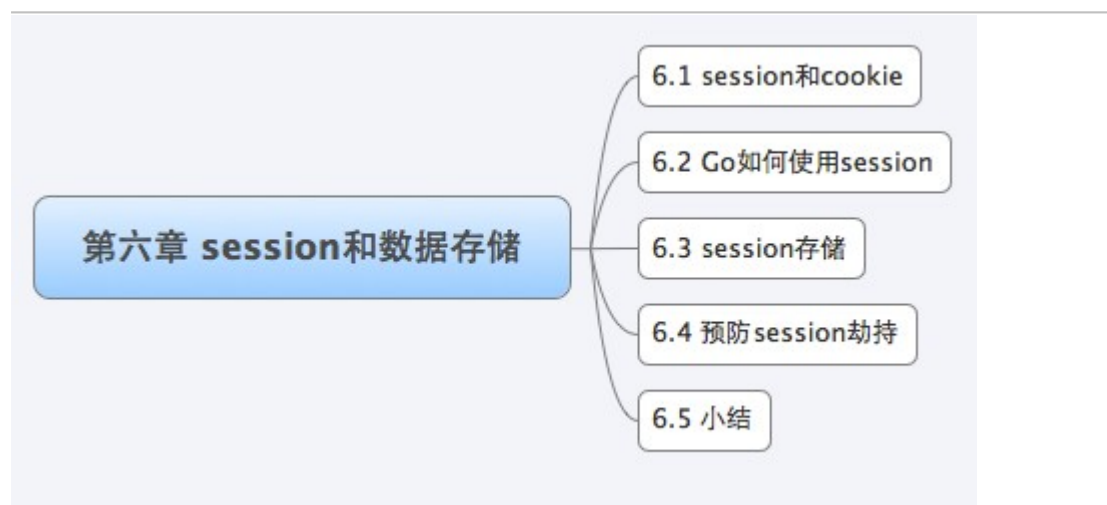 第六章 session和数据存储
6.1 session和cookie
6.2 Go如何使用session
6.3 session存储
6.4 预防session劫持
6.5 小结